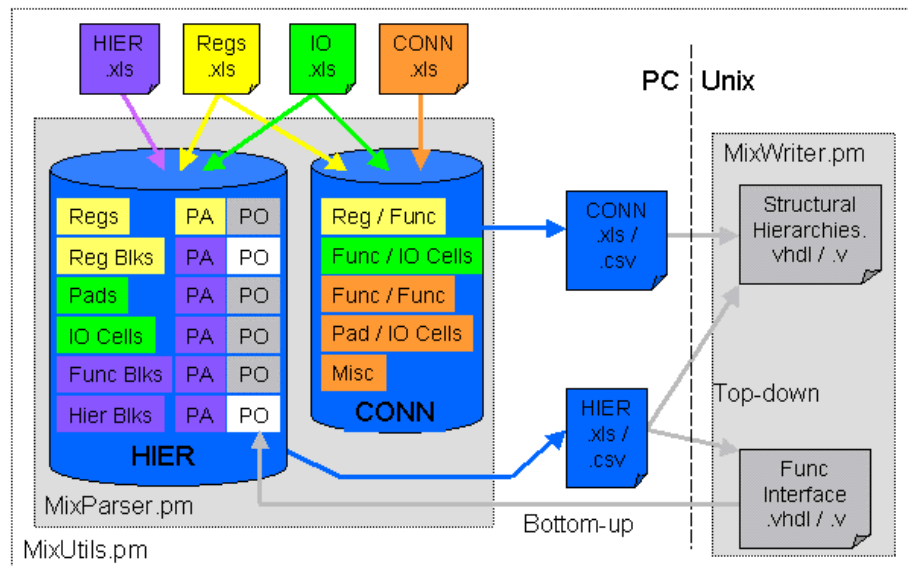 HIER
.xls
Regs
.xls
IO
.xls
CONN
.xls
PC
Unix
MixWriter.pm
Regs PA PO
Reg Blks PA PO
Pads PA PO
IO Cells PA PO
Func Blks PA PO
Hier Blks PA PO
HIER
Reg / Func
Func / IO Cells
Func / Func
Pad / IO Cells
Misc
CONN
CONN
.xls /
.csv
HIER
.xls /
.csv
Structural
Hierarchies.
vhdl / .v
Top-down
Func
Interface
.vhdl / .v
Bottom-up
MixParser.pm
MixUtils.pm